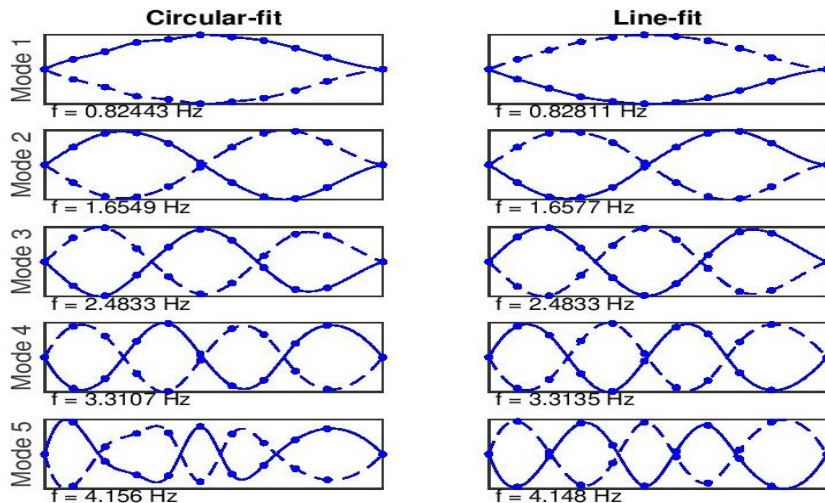 Circular-fit
Line-fit
Mode 1
f = 0.82443 Hz
f = 0.82811 Hz
Mode 2
f = 1.6549 Hz
f = 1.6577 Hz
Mode 3
f = 2.4833 Hz
f = 2.4833 Hz
Mode 4
f = 3.3107 Hz
f = 3.3135 Hz
Mode 5
f = 4.156 Hz
f = 4.148 Hz